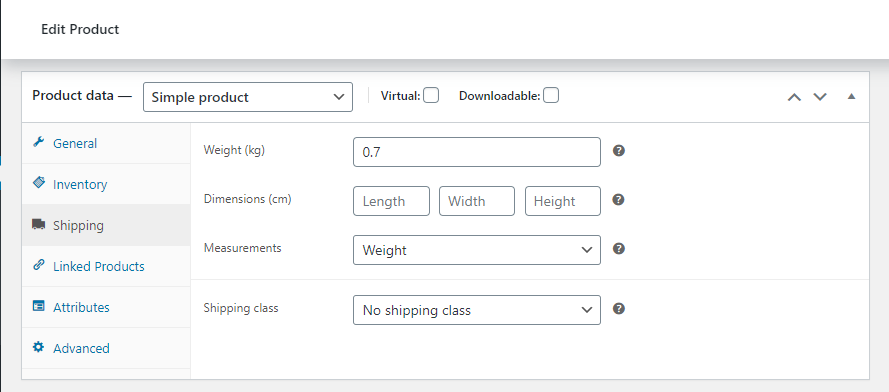 Edit Product
Product data — Simple product Virtual: Downloadable:
General
Inventory
Shipping
Linked Products
Attributes
Advanced
Weight (kg) 0.7
Dimensions (cm) Length Width Height
Measurements Weight
Shipping class No shipping class